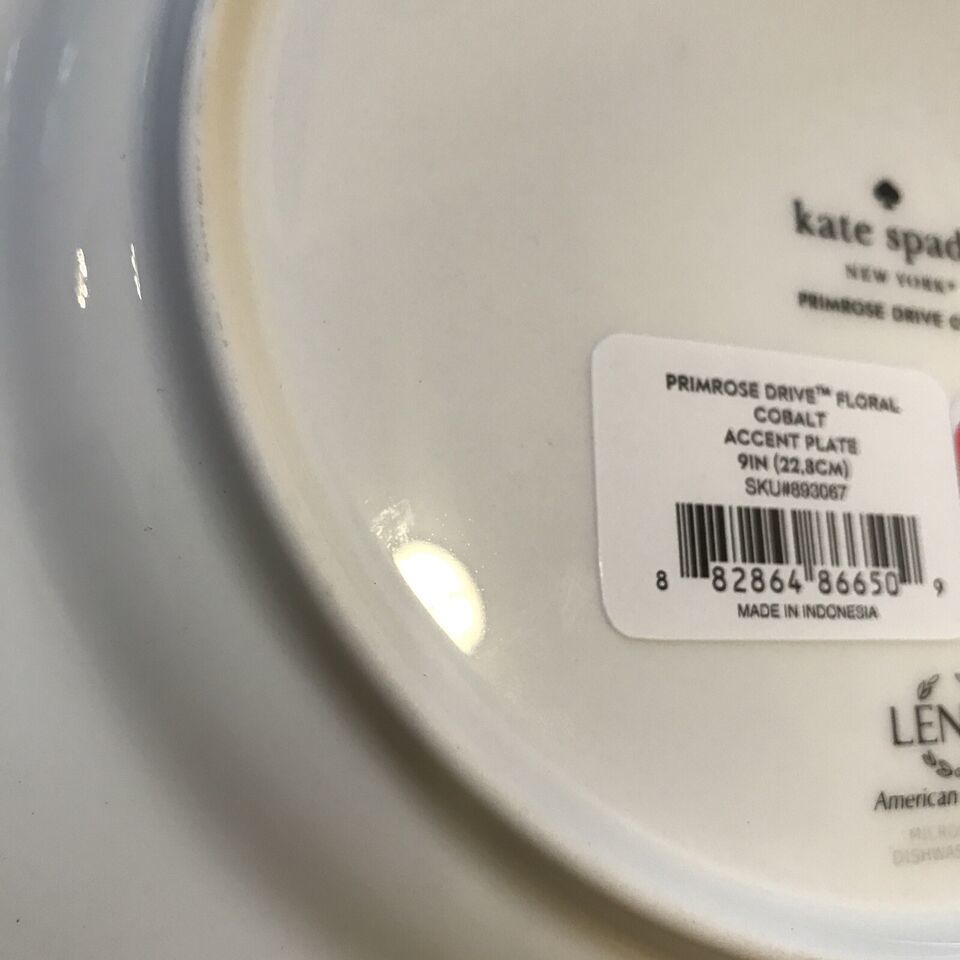 kate spad
NEW YORK
PRIMROSE DRIVE
PRIMROSE DRIVE™ FLORAL
COBALT
ACCENT PLATE
9IN (22,8CM)
SKU#893067
8 82864 86650 9
MADE IN INDONESIA
LEN
American
DISHWAS